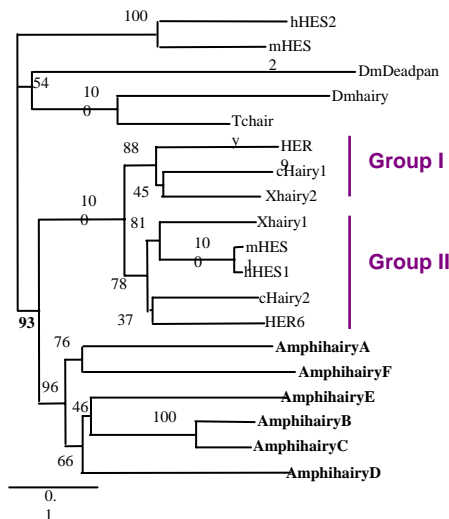 100
hHES2
mHES
2
54
DmDeadpan
10
0
Dmhairy
Tchair
y
88
HER
9
cHairy1
Group I
45
Xhairy2
10
0
81
Xhairy1
10
0
mHES
1
hHES1
Group II
78
cHairy2
37
HER6
93
76
AmphihairyA
96
AmphihairyF
46
AmphihairyE
100
AmphihairyB
AmphihairyC
66
AmphihairyD
0.
1